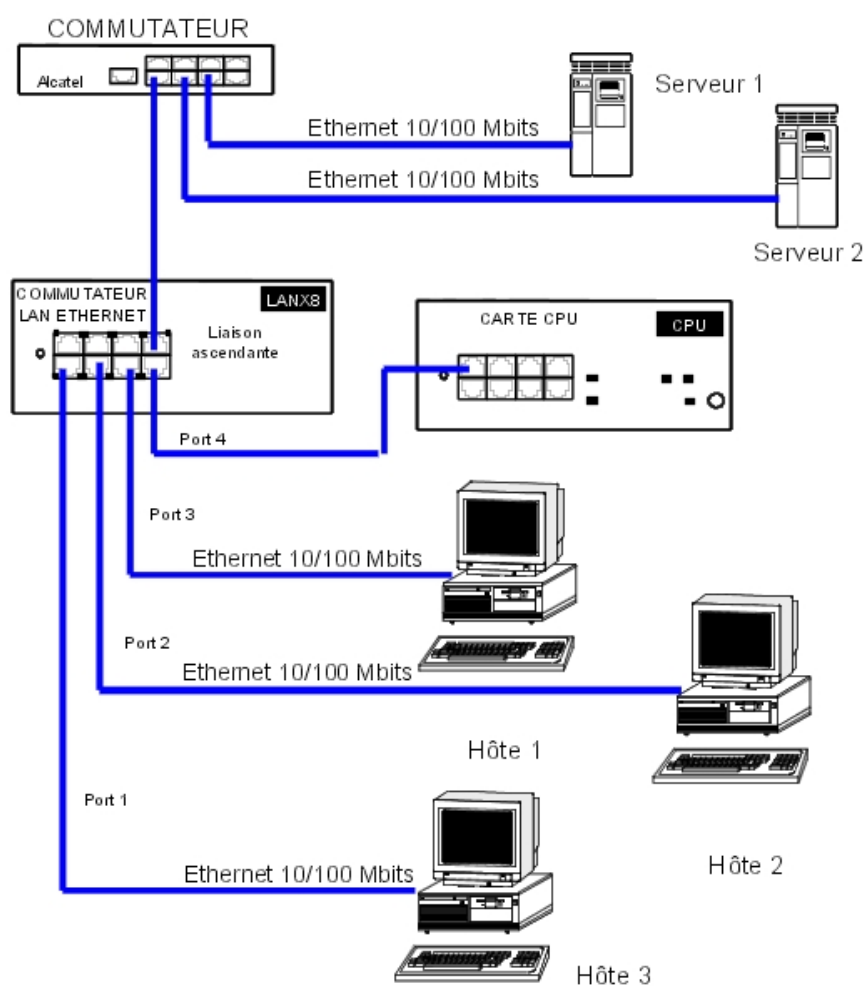 COMMUTATEUR
Alcatel
Serveur 1
Ethernet 10/100 Mbits
Ethernet 10/100 Mbits
Serveur 2
COMMUTATEUR
LAN ETHERNET
LANX8
Liaison
ascendante
CARTE CPU
CPU
Port 4
Port 3
Ethernet 10/100 Mbits
Port 2
Ethernet 10/100 Mbits
Hôte 1
Port 1
Ethernet 10/100 Mbits
Hôte 2
Hôte 3